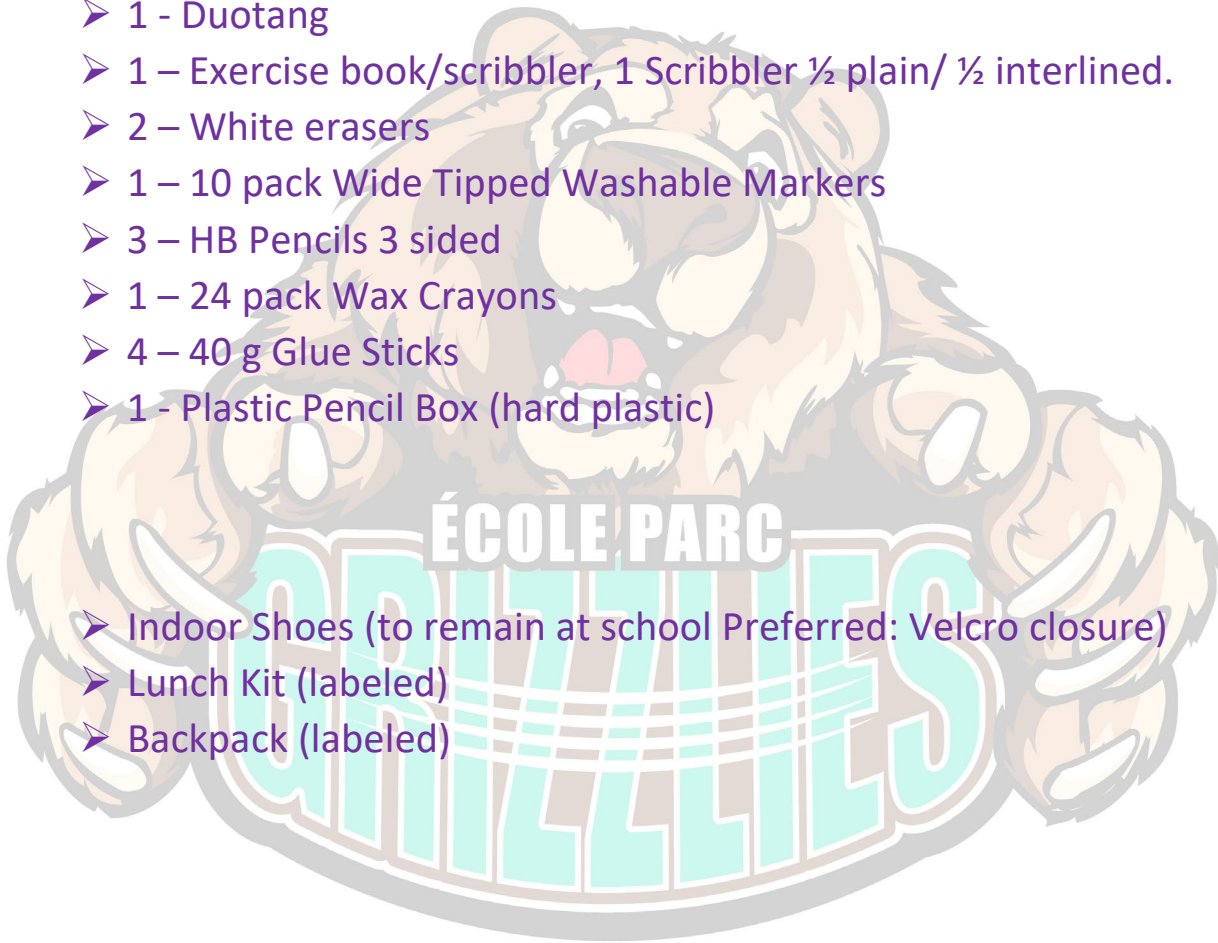 ➢ 1 - Duotang
➢ 1 – Exercise book/scribbler, 1 Scribbler ½ plain/ ½ interlined.
➢ 2 – White erasers
➢ 1 – 10 pack Wide Tipped Washable Markers
➢ 3 – HB Pencils 3 sided
➢ 1 – 24 pack Wax Crayons
➢ 4 – 40 g Glue Sticks
➢ 1 - Plastic Pencil Box (hard plastic)
ÉCOLE PARC
GRIZZLIES
➢ Indoor Shoes (to remain at school Preferred: Velcro closure)
➢ Lunch Kit (labeled)
➢ Backpack (labeled)